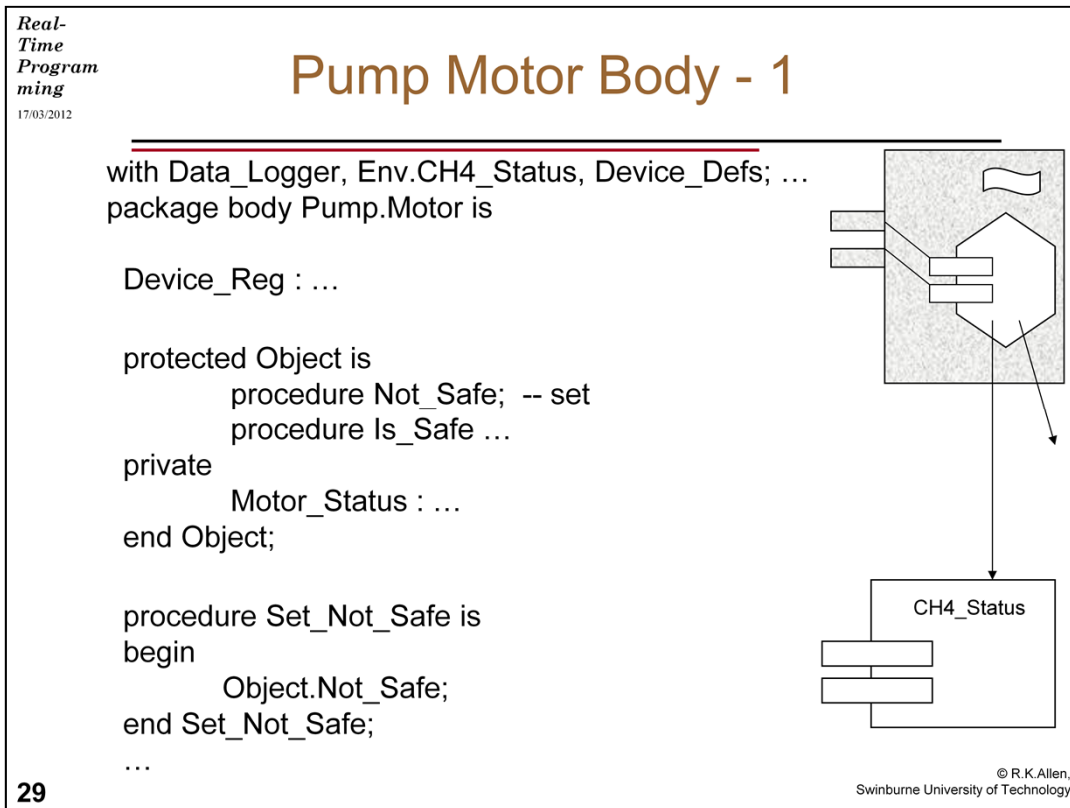 Real-
Time
Program
ming
17/03/2012
Pump Motor Body - 1
with Data_Logger, Env.CH4_Status, Device_Defs; …
package body Pump.Motor is
Device_Reg : …
protected Object is
procedure Not_Safe; -- set
procedure Is_Safe …
private
Motor_Status : …
end Object;
procedure Set_Not_Safe is
begin
Object.Not_Safe;
end Set_Not_Safe;
…
CH4_Status
29
© R.K.Allen,
Swinburne University of Technology